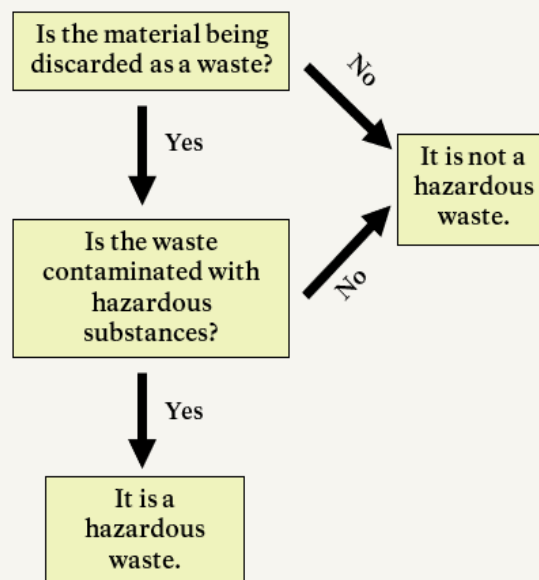 Is the material being
discarded as a waste?
No
Yes
It is not a
hazardous
waste.
Is the waste
contaminated with
hazardous
substances?
No
Yes
It is a
hazardous
waste.